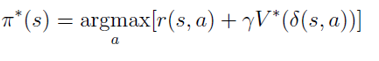 π*(s) = argmax[r(s, a) + γV*(δ(s, a))]
a